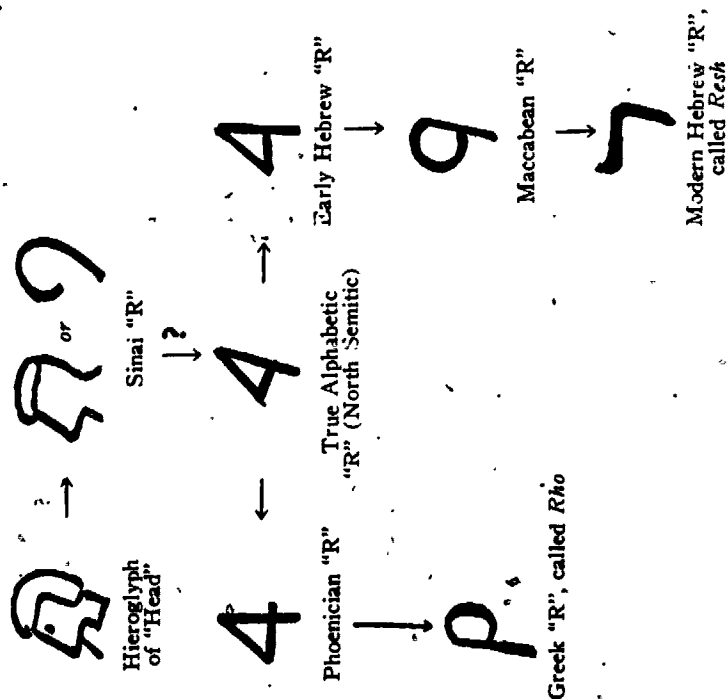 Hieroglyph
of "Head"
?
Sinai "R"
or
?
True Alphabetic
"R" (North Semitic)
Phoenician "R"
Greek "R", called Rho
Early Hebrew "R"
Maccabean "R"
Modern Hebrew "R",
called Resh